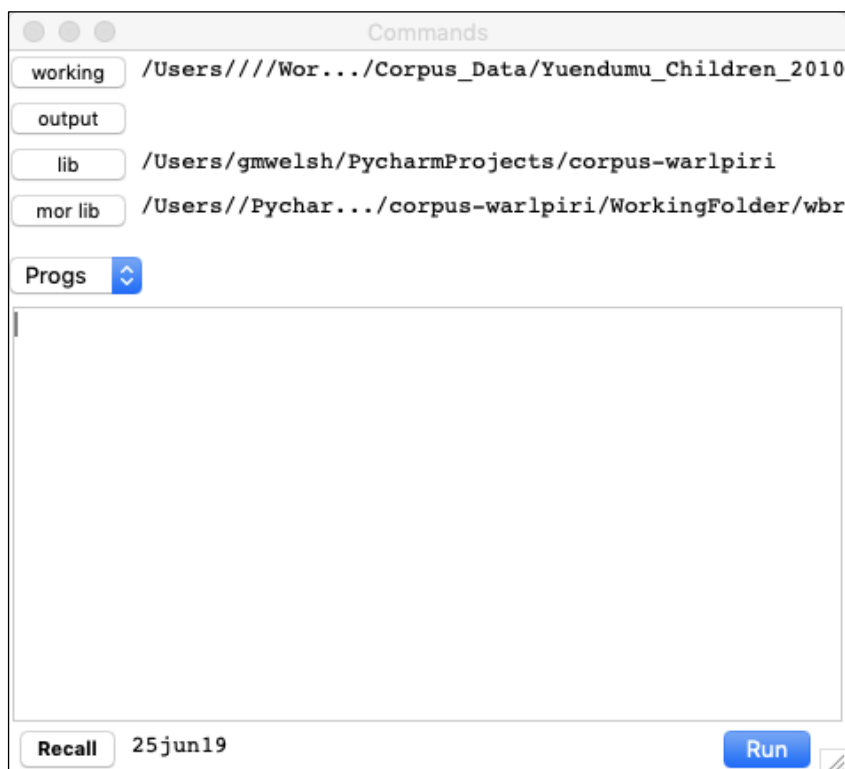 Commands
working /Users////Wor.../Corpus_Data/Yuendumu_Children_2010
output
lib /Users/gmwelsh/PycharmProjects/corpus-warlpiri
mor lib /Users//Pychar.../corpus-warlpiri/WorkingFolder/wbr
Progs
Recall 25jun19 Run